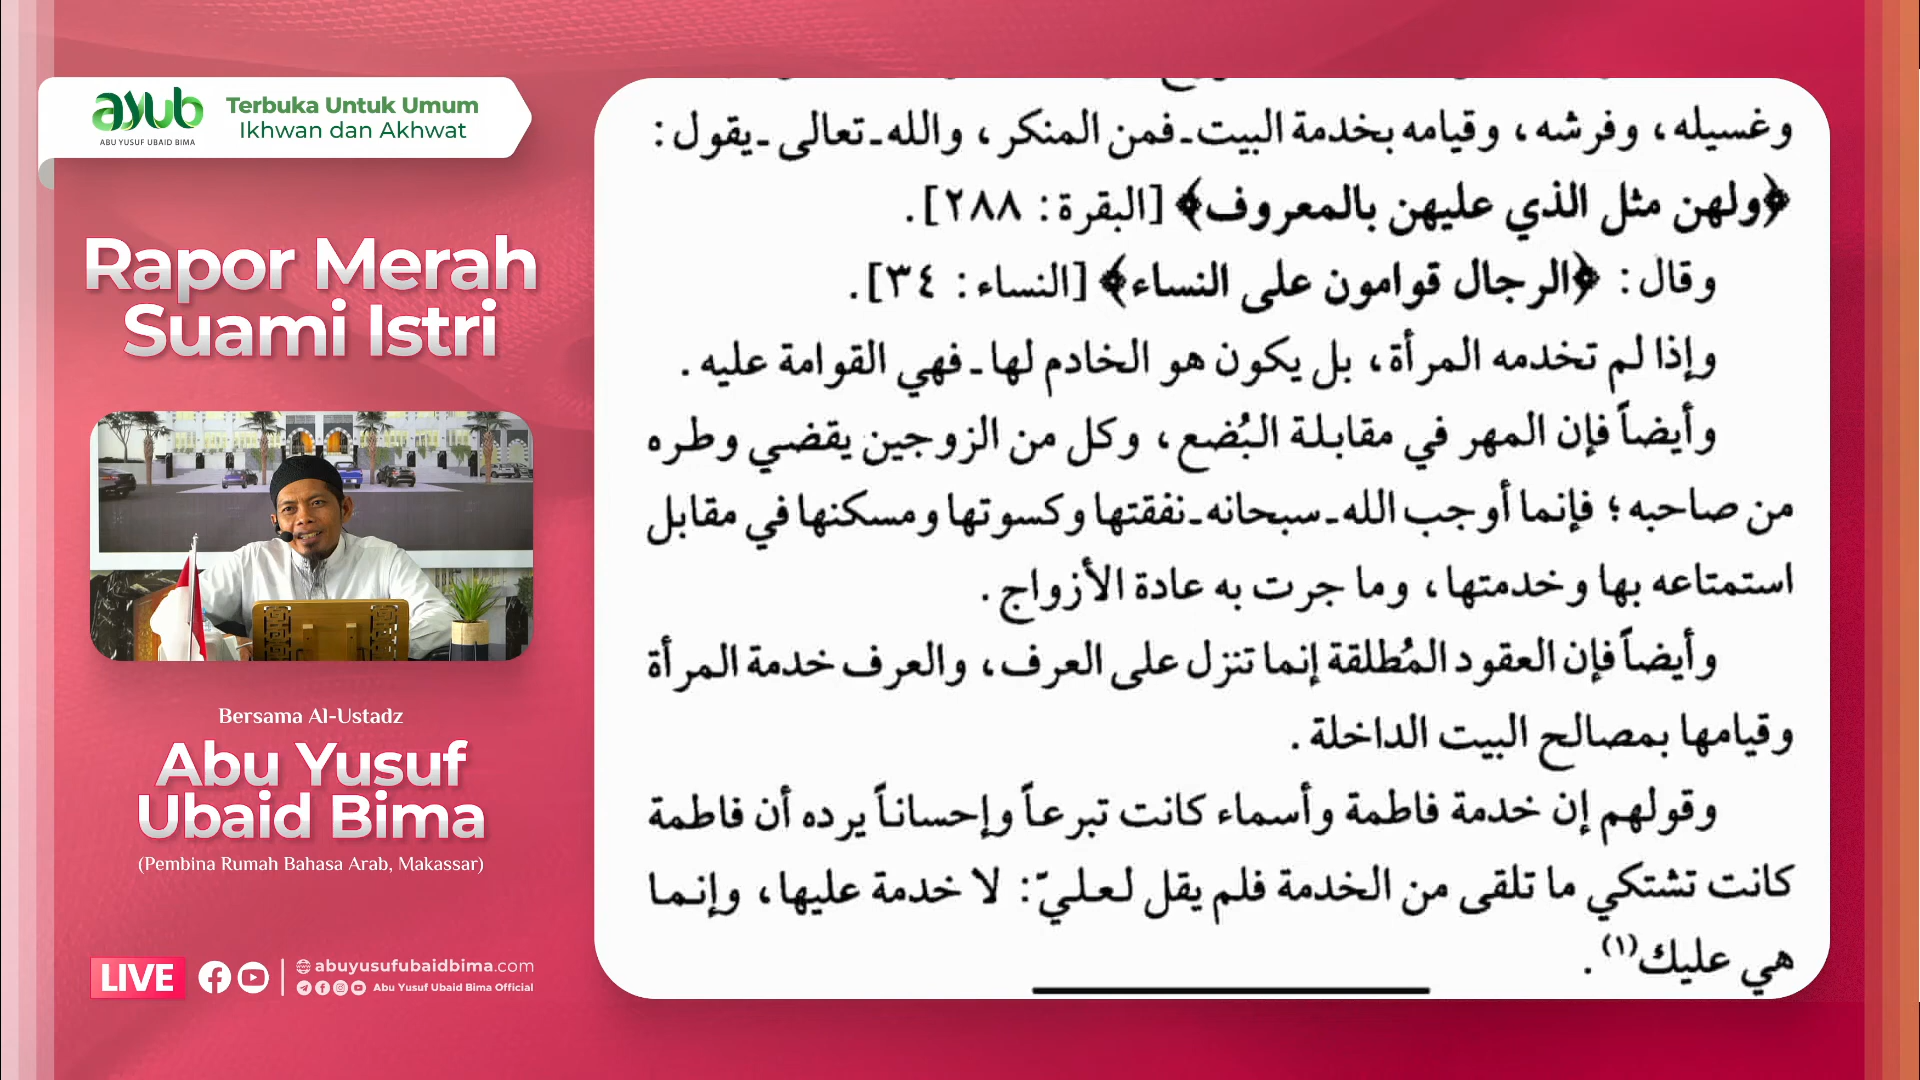 ayub
ABU YUSUF UBAID BIMA
Terbuka Untuk Umum
Ikhwan dan Akhwat
Rapor Merah
Suami Istri
Bersama Al-Ustadz
Abu Yusuf
Ubaid Bima
(Pembina Rumah Bahasa Arab, Makassar)
LIVE
abuyusufubaidbima.com
Abu Yusuf Ubaid Bima Official
وغسيله، وفرشه، وقيامه بخدمة البيت ـ فمن المنكر، والله ـ تعالى ـ يقول:
﴿ولهن مثل الذي عليهن بالمعروف﴾ [البقرة: ٢٨٨].
وقال: ﴿الرجال قوامون على النساء﴾ [النساء: ٣٤].
وإذا لم تخدمه المرأة، بل يكون هو الخادم لها ـ فهي القوامة عليه.
وأيضاً فإن المهر في مقابلة البُضع، وكل من الزوجين يقضي وطره
من صاحبه؛ فإنما أوجب الله ـ سبحانه ـ نفقتها وكسوتها ومسكنها في مقابل
استمتاعه بها وخدمتها، وما جرت به عادة الأزواج.
وأيضاً فإن العقود المُطلقة إنما تنزل على العرف، والعرف خدمة المرأة
وقيامها بمصالح البيت الداخلة.
وقولهم إن خدمة فاطمة وأسماء كانت تبرعاً وإحساناً يرده أن فاطمة
كانت تشتكي ما تلقى من الخدمة فلم يقل لعليّ: لا خدمة عليها، وإنما
هي عليك(١).